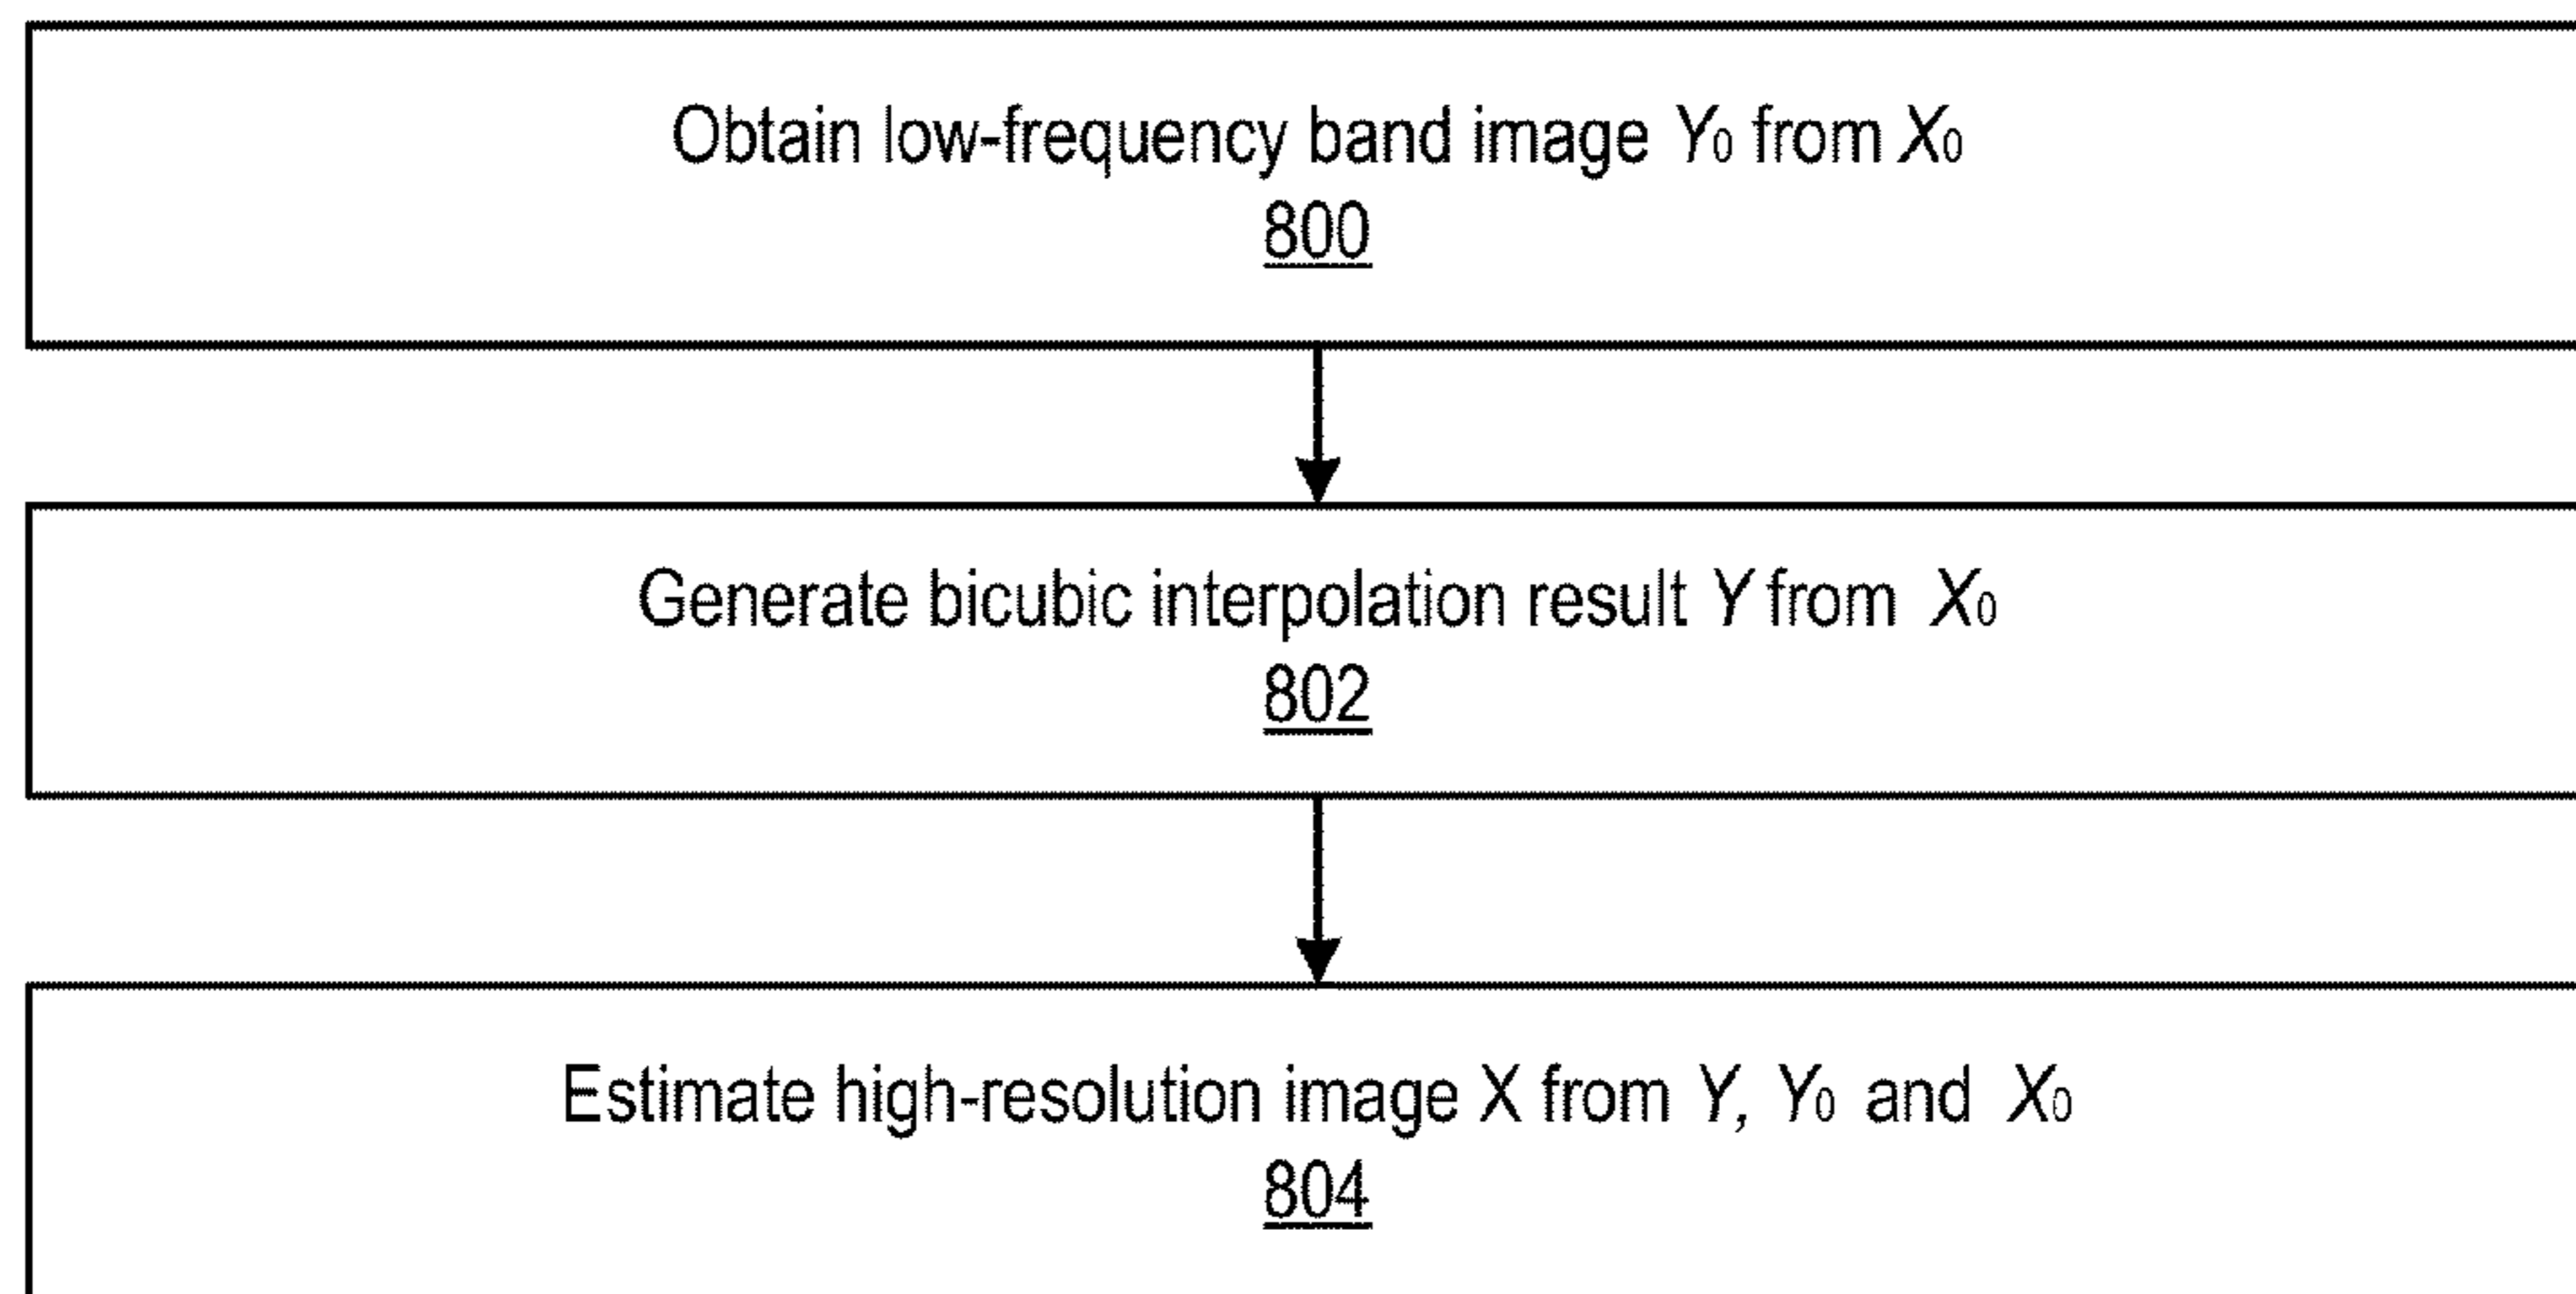 Obtain low-frequency band image Y₀ from X₀
800
Generate bicubic interpolation result Y from X₀
802
Estimate high-resolution image X from Y, Y₀ and X₀
804